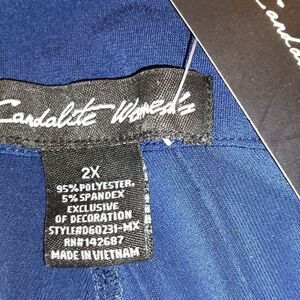 Candalite Women's
2X
95% POLYESTER,
5% SPANDEX
EXCLUSIVE
OF DECORATION
STYLE#D60231-MX
RN#142687
MADE IN VIETNAM